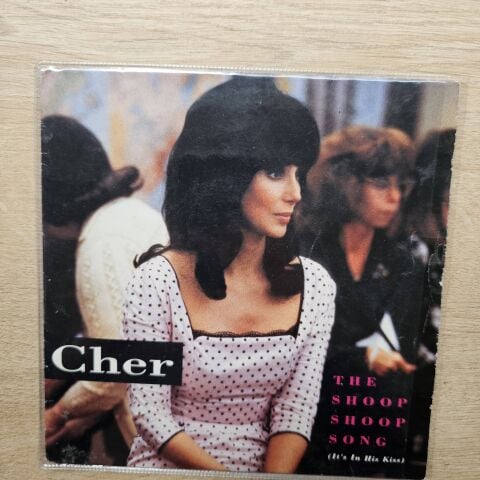 Cher
THE
SHOOP
SHOOP
SONG
(It's In His Kiss)